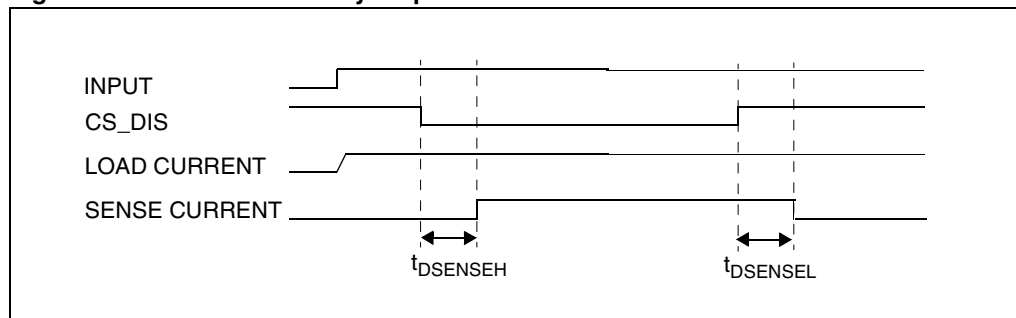 INPUT
CS_DIS
LOAD CURRENT
SENSE CURRENT
tDSENSEH
tDSENSEL